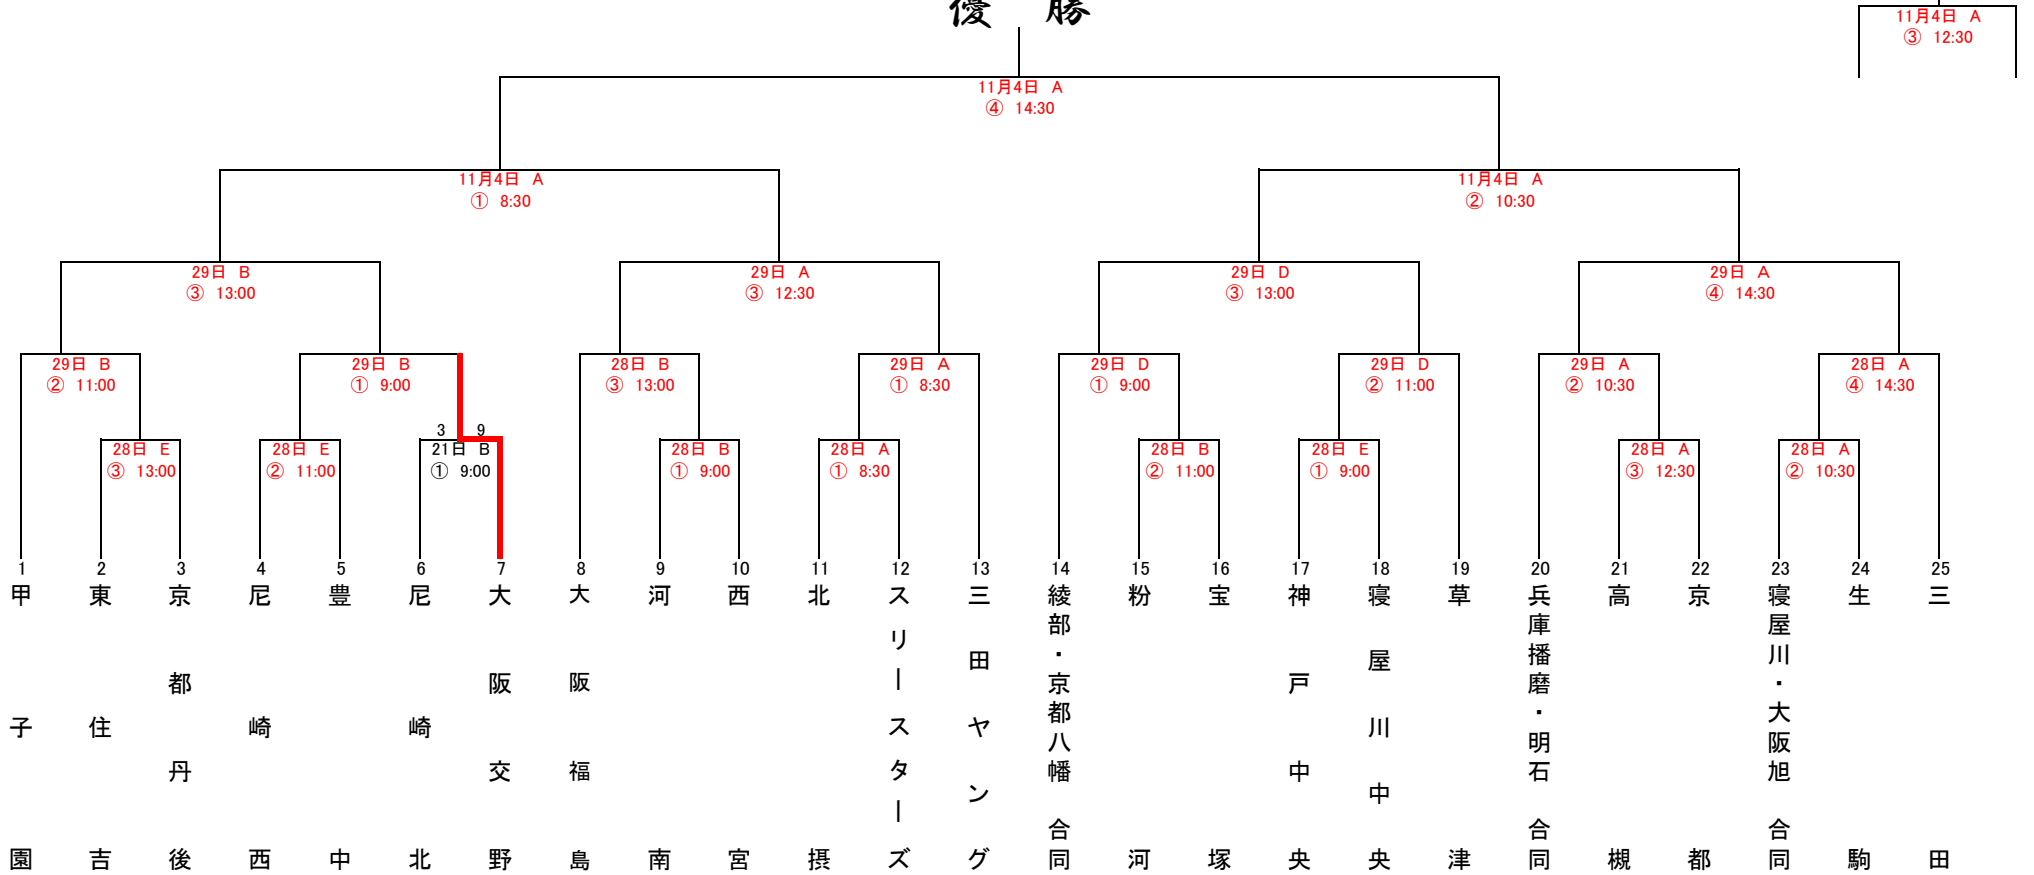 優 勝
11月4日 A
③ 12:30
11月4日 A
④ 14:30
11月4日 A
① 8:30
11月4日 A
② 10:30
29日 B
③ 13:00
29日 A
③ 12:30
29日 D
③ 13:00
29日 A
④ 14:30
29日 B
② 11:00
29日 B
① 9:00
28日 B
③ 13:00
29日 A
① 8:30
29日 D
① 9:00
29日 D
② 11:00
29日 A
② 10:30
28日 A
④ 14:30
3 9
28日 E
③ 13:00
28日 E
② 11:00
21日 B
① 9:00
28日 B
① 9:00
28日 A
① 8:30
28日 B
② 11:00
28日 E
① 9:00
28日 A
③ 12:30
28日 A
② 10:30
1
甲子園
2
東住吉
3
京都丹後
4
尼崎西
5
豊中
6
尼崎北
7
大阪交野
8
大阪福島
9
河南
10
西宮
11
北摂
12
スリースターズ
13
三田ヤング
14
綾部・京都八幡 合同
15
粉河
16
宝塚
17
神戸中央
18
寝屋川中央
19
草津
20
兵庫播磨・明石 合同
21
高槻
22
京都
23
寝屋川・大阪旭 合同
24
生駒
25
三田